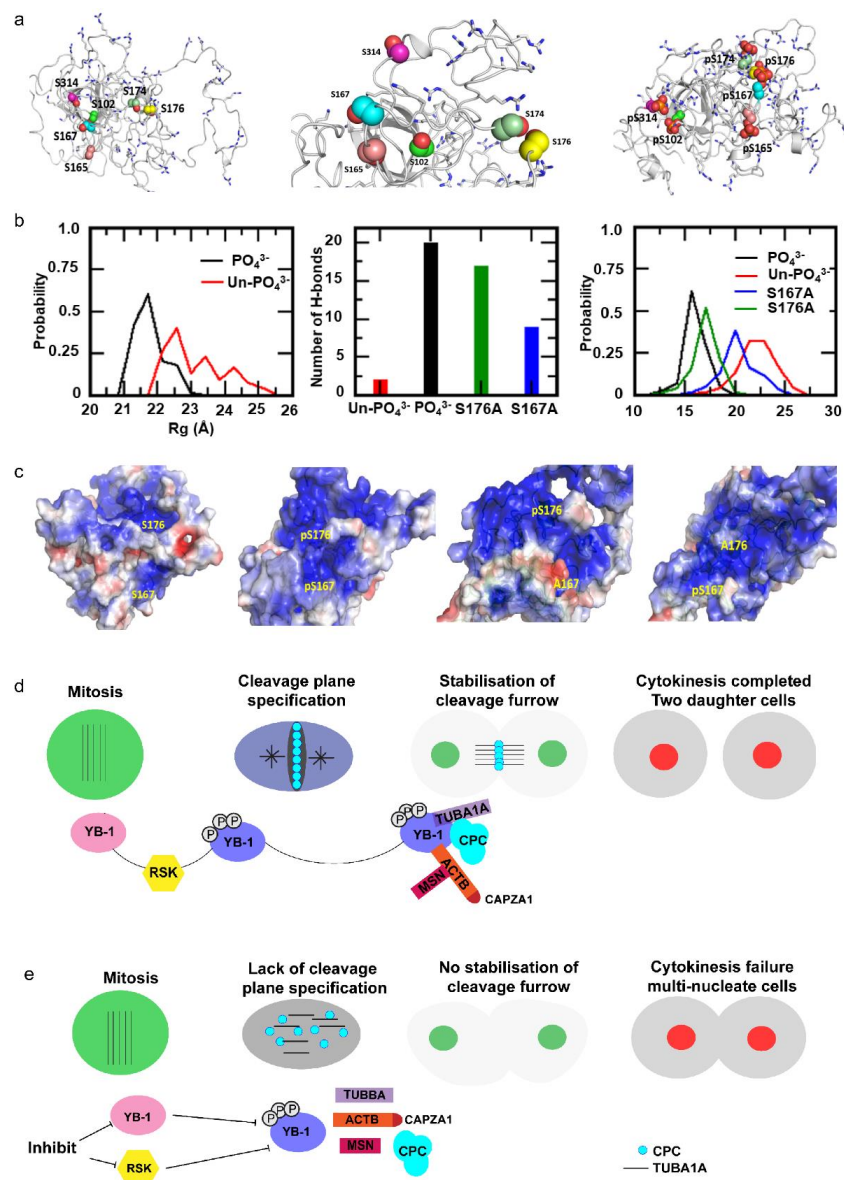 a
S314
S174
S102
S176
S167
S165
S314
S167
S174
S165
S102
S176
pS174
pS176
pS167
pS314
pS102
pS165
b
1.0
0.75
0.5
0.25
0
Probability
PO₄³⁻
Un-PO₄³⁻
20 21 22 23 24 25 26
Rg (Å)
20
15
10
5
0
Number of H-bonds
Un-PO₄³⁻ PO₄³⁻ S176A S167A
1.0
0.75
0.5
0.25
0
Probability
PO₄³⁻
Un-PO₄³⁻
S167A
S176A
10 15 20 25 30
c
S176
S167
pS176
pS167
pS176
A167
A176
pS167
d
Mitosis
Cleavage plane
specification
Stabilisation of
cleavage furrow
Cytokinesis completed
Two daughter cells
YB-1
RSK
P P P
YB-1
P P P
YB-1
TUBA1A
CPC
ACTB
MSN
CAPZA1
e
Mitosis
Lack of cleavage
plane specification
No stabilisation of
cleavage furrow
Cytokinesis failure
multi-nucleate cells
Inhibit
YB-1
RSK
P P P
YB-1
TUBBA
ACTB
CAPZA1
MSN
CPC
CPC
TUBA1A